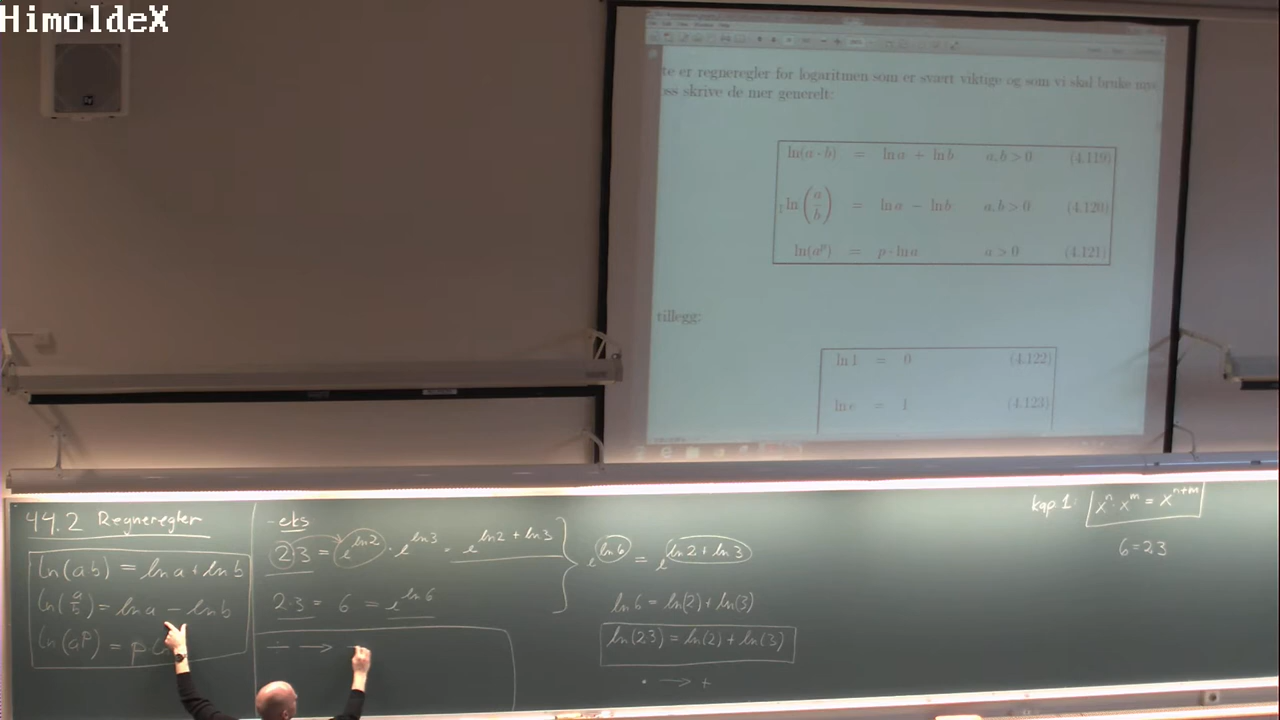 HimoldeX
te er regneregler for logaritmen som er svært viktige og som vi skal bruke
oss skrive de mer generelt:
ln(a · b) = ln a + ln b a, b > 0 (4.119)
ln (a/b) = ln a − ln b a, b > 0 (4.120)
ln(a^p) = p · ln a a > 0 (4.121)
tillegg:
ln 1 = 0 (4.122)
ln e = 1 (4.123)
44.2 Regneregler
ln(ab) = ln a + ln b
ln(a/b) = ln a − ln b
ln(a^p) = p
- eks
2·3 = e^ln2 · e^ln3 = e^ln2 + ln3
2·3 = 6 = e^ln6
÷ → −
e^ln6 = e^ln2 + ln3
ln6 = ln(2) + ln(3)
ln(2·3) = ln(2) + ln(3)
· → +
kap. 1: x^n · x^m = x^n+m
6 = 2·3